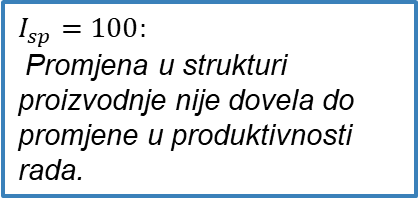 I_sp = 100:
Promjena u strukturi
proizvodnje nije dovela do
promjene u produktivnosti
rada.